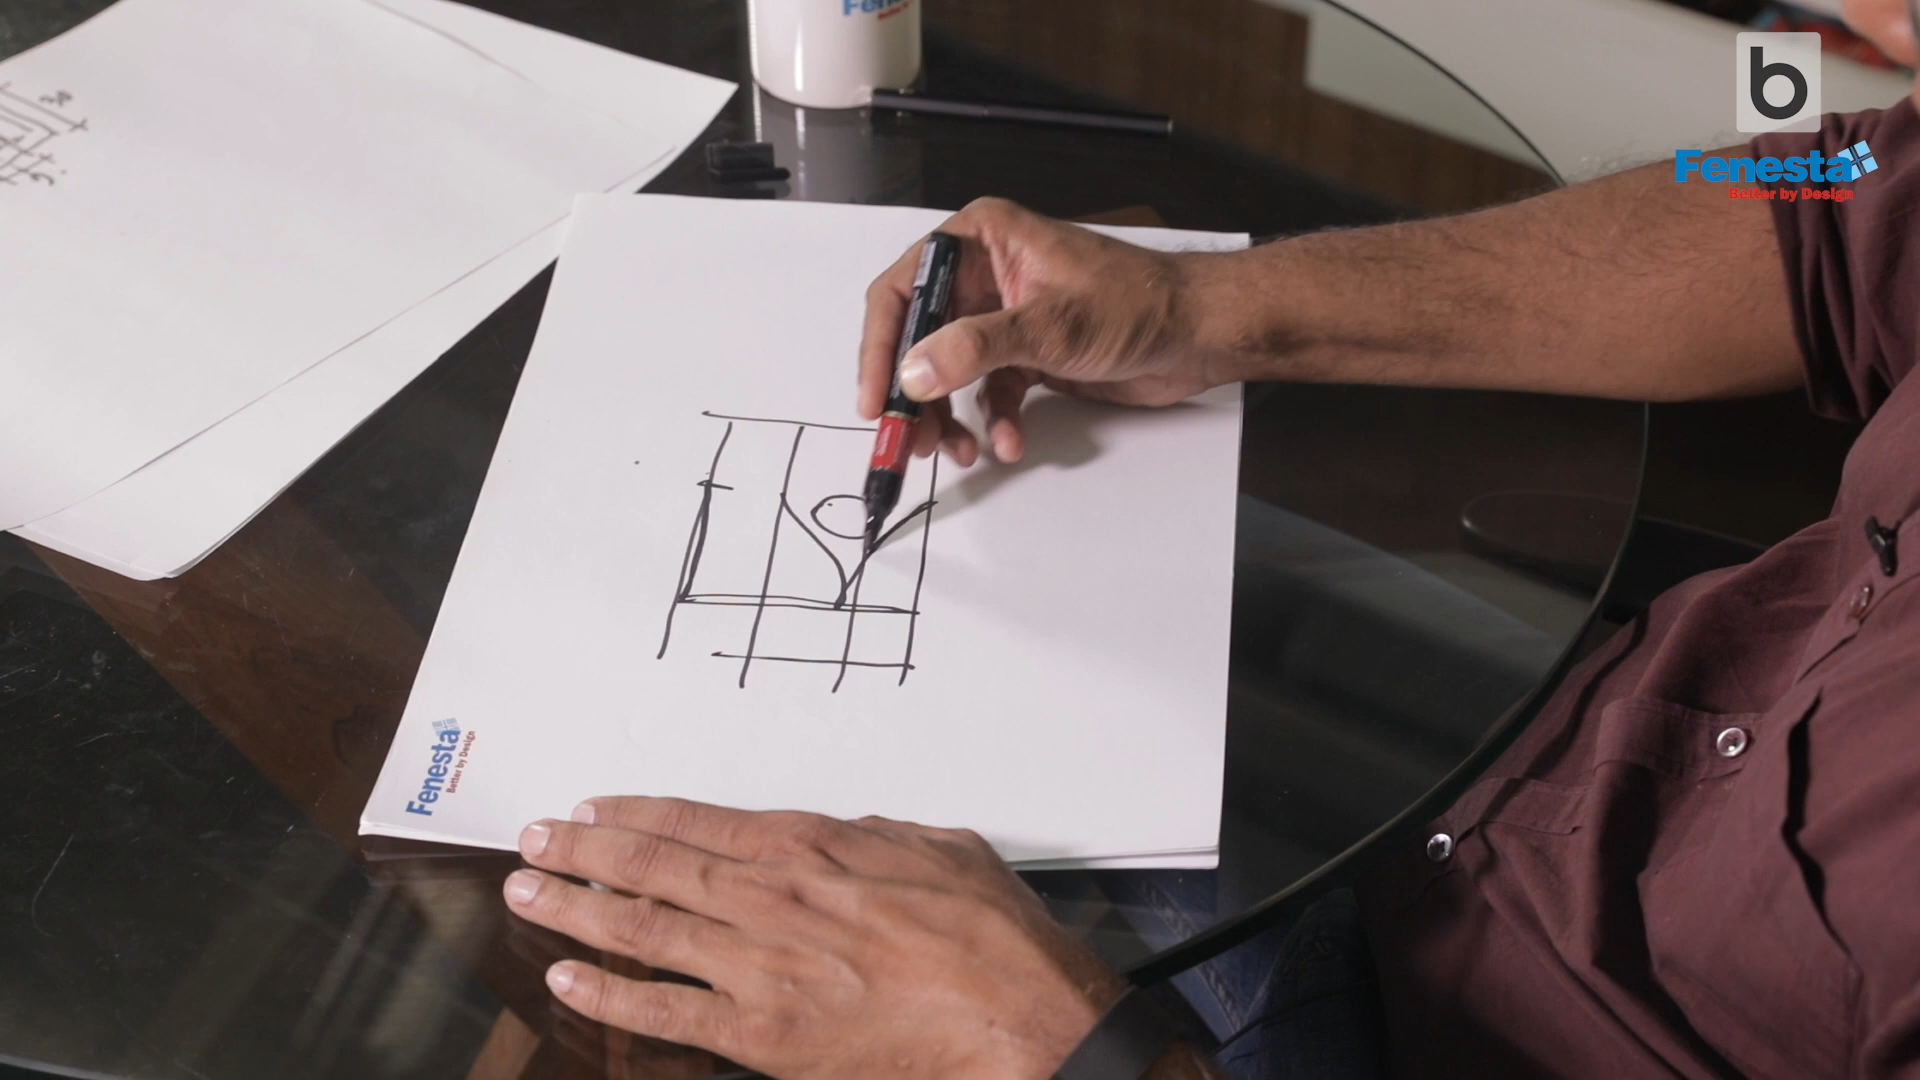 b
Fenesta
Better by Design
Fenesta
Better by Design